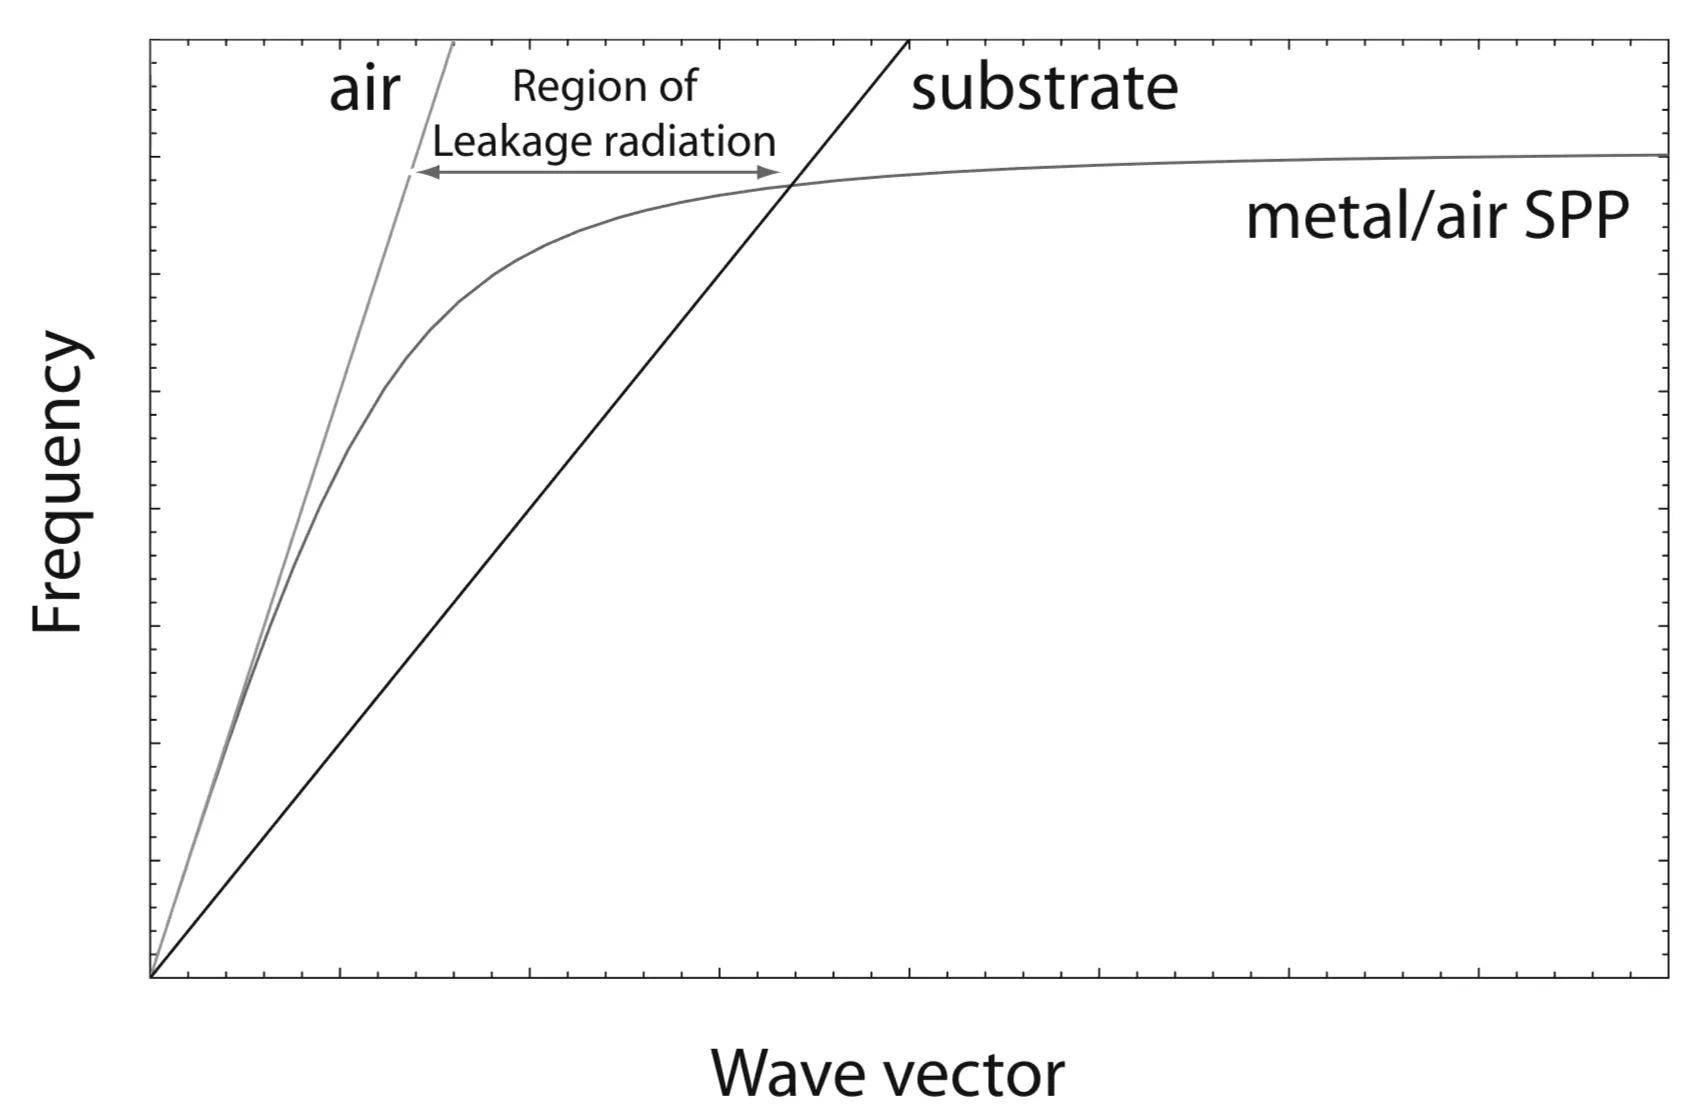 air
Region of
Leakage radiation
substrate
metal/air SPP
Frequency
Wave vector